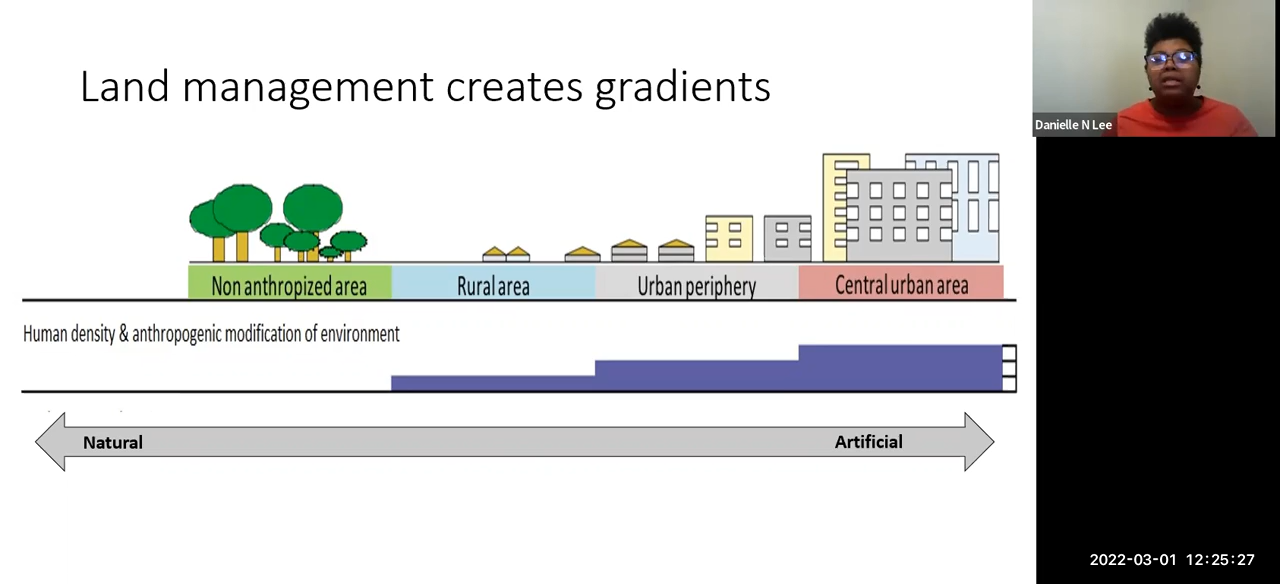 Land management creates gradients
Danielle N Lee
Non anthropized area
Rural area
Urban periphery
Central urban area
Human density & anthropogenic modification of environment
Natural
Artificial
2022-03-01 12:25:27